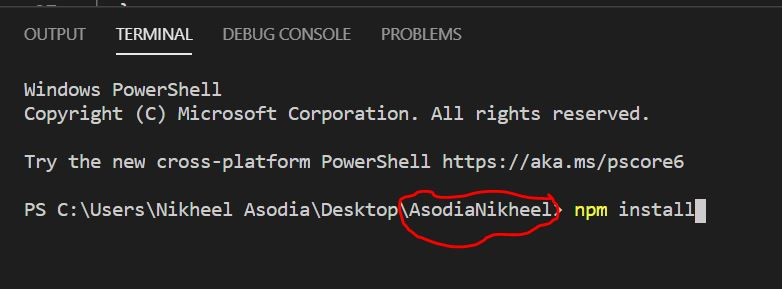 OUTPUT TERMINAL DEBUG CONSOLE PROBLEMS
Windows PowerShell
Copyright (C) Microsoft Corporation. All rights reserved.
Try the new cross-platform PowerShell https://aka.ms/pscore6
PS C:\Users\Nikheel Asodia\Desktop\AsodiaNikheel> npm install